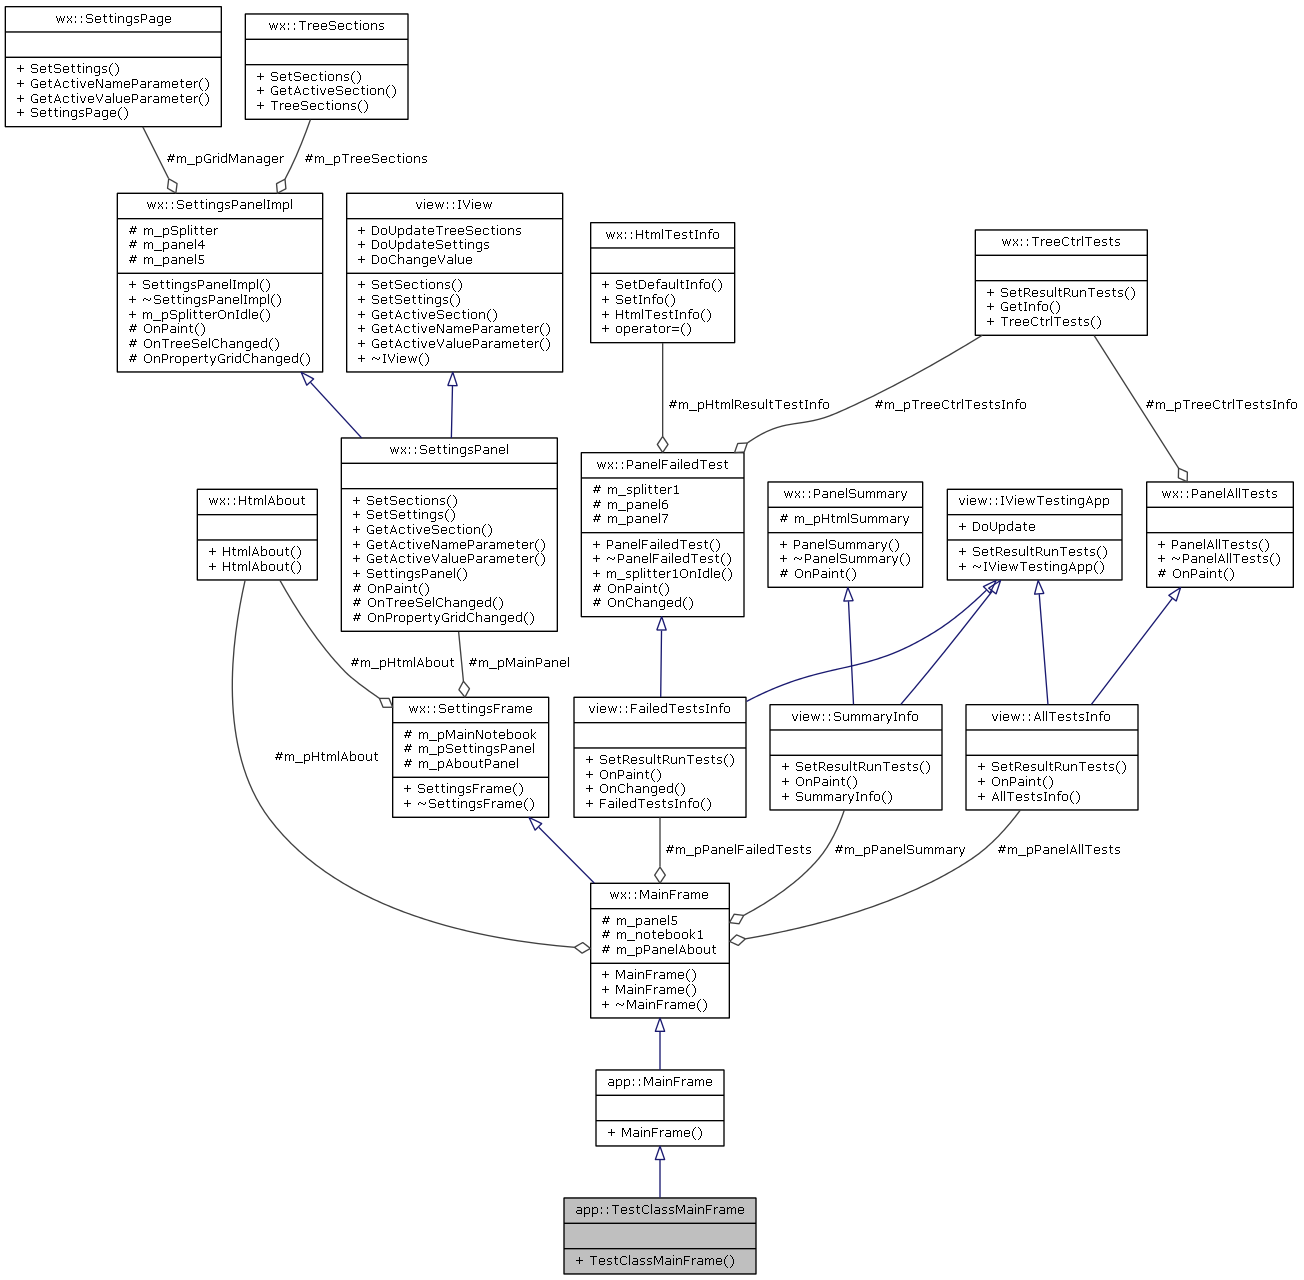 wx::SettingsPage
+ SetSettings()
+ GetActiveNameParameter()
+ GetActiveValueParameter()
+ SettingsPage()
wx::TreeSections
+ SetSections()
+ GetActiveSection()
+ TreeSections()
#m_pGridManager
#m_pTreeSections
wx::SettingsPanelImpl
# m_pSplitter
# m_panel4
# m_panel5
+ SettingsPanelImpl()
+ ~SettingsPanelImpl()
+ m_pSplitterOnIdle()
# OnPaint()
# OnTreeSelChanged()
# OnPropertyGridChanged()
view::IView
+ DoUpdateTreeSections
+ DoUpdateSettings
+ DoChangeValue
+ SetSections()
+ SetSettings()
+ GetActiveSection()
+ GetActiveNameParameter()
+ GetActiveValueParameter()
+ ~IView()
wx::HtmlTestInfo
+ SetDefaultInfo()
+ SetInfo()
+ HtmlTestInfo()
+ operator=()
wx::TreeCtrlTests
+ SetResultRunTests()
+ GetInfo()
+ TreeCtrlTests()
#m_pHtmlResultTestInfo
#m_pTreeCtrlTestsInfo
#m_pTreeCtrlTestsInfo
wx::HtmlAbout
+ HtmlAbout()
+ HtmlAbout()
wx::SettingsPanel
+ SetSections()
+ SetSettings()
+ GetActiveSection()
+ GetActiveNameParameter()
+ GetActiveValueParameter()
+ SettingsPanel()
# OnPaint()
# OnTreeSelChanged()
# OnPropertyGridChanged()
wx::PanelFailedTest
# m_splitter1
# m_panel6
# m_panel7
+ PanelFailedTest()
+ ~PanelFailedTest()
+ m_splitter1OnIdle()
# OnPaint()
# OnChanged()
wx::PanelSummary
# m_pHtmlSummary
+ PanelSummary()
+ ~PanelSummary()
# OnPaint()
view::IViewTestingApp
+ DoUpdate
+ SetResultRunTests()
+ ~IViewTestingApp()
wx::PanelAllTests
+ PanelAllTests()
+ ~PanelAllTests()
# OnPaint()
#m_pHtmlAbout
#m_pMainPanel
#m_pHtmlAbout
wx::SettingsFrame
# m_pMainNotebook
# m_pSettingsPanel
# m_pAboutPanel
+ SettingsFrame()
+ ~SettingsFrame()
view::FailedTestsInfo
+ SetResultRunTests()
+ OnPaint()
+ OnChanged()
+ FailedTestsInfo()
view::SummaryInfo
+ SetResultRunTests()
+ OnPaint()
+ SummaryInfo()
view::AllTestsInfo
+ SetResultRunTests()
+ OnPaint()
+ AllTestsInfo()
#m_pPanelFailedTests
#m_pPanelSummary
#m_pPanelAllTests
wx::MainFrame
# m_panel5
# m_notebook1
# m_pPanelAbout
+ MainFrame()
+ MainFrame()
+ ~MainFrame()
app::MainFrame
+ MainFrame()
app::TestClassMainFrame
+ TestClassMainFrame()